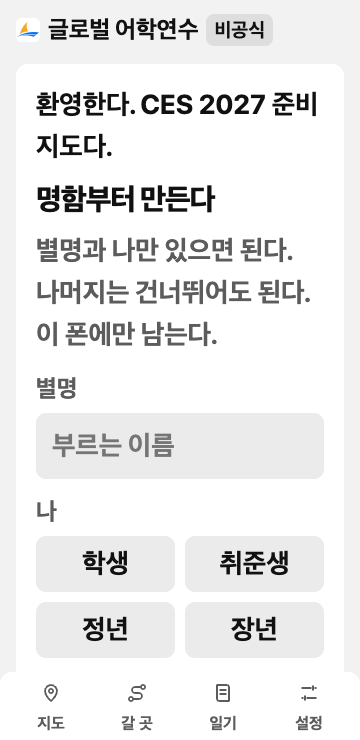 글로벌 어학연수 비공식
환영한다. CES 2027 준비
지도다.
명함부터 만든다
별명과 나만 있으면 된다.
나머지는 건너뛰어도 된다.
이 폰에만 남는다.
별명
부르는 이름
나
학생 취준생
정년 장년
지도 갈 곳 일기 설정